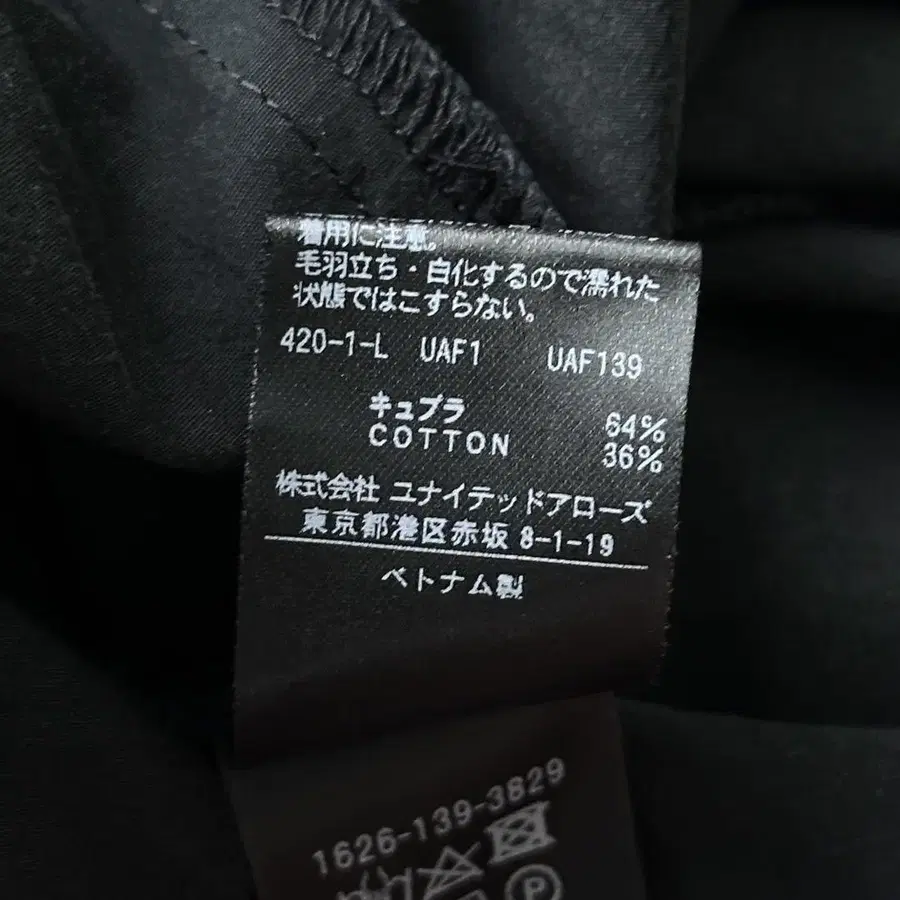 着用に注意。
毛羽立ち・白化するので濡れた
状態ではこすらない。
420-1-L UAF1 UAF139
キュプラ 64%
COTTON 36%
株式会社 ユナイテッドアローズ
東京都港区赤坂 8-1-19
ベトナム製
1626-139-3829
P